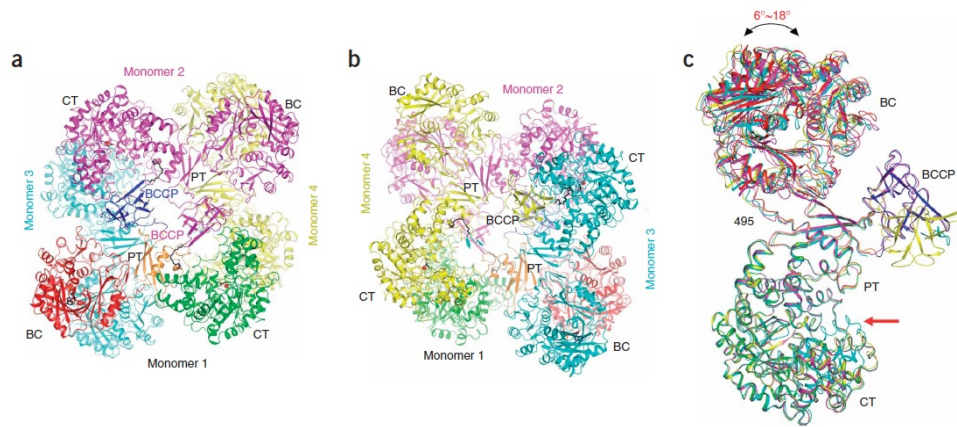 a
Monomer 2
CT
BC
Monomer 3
PT
BCCP
BCCP
Monomer 4
PT
BC
CT
Monomer 1
b
BC
Monomer 2
CT
Monomer 4
PT
BCCP
Monomer 3
PT
CT
Monomer 1
BC
c
6°~18°
BC
BCCP
495
PT
CT